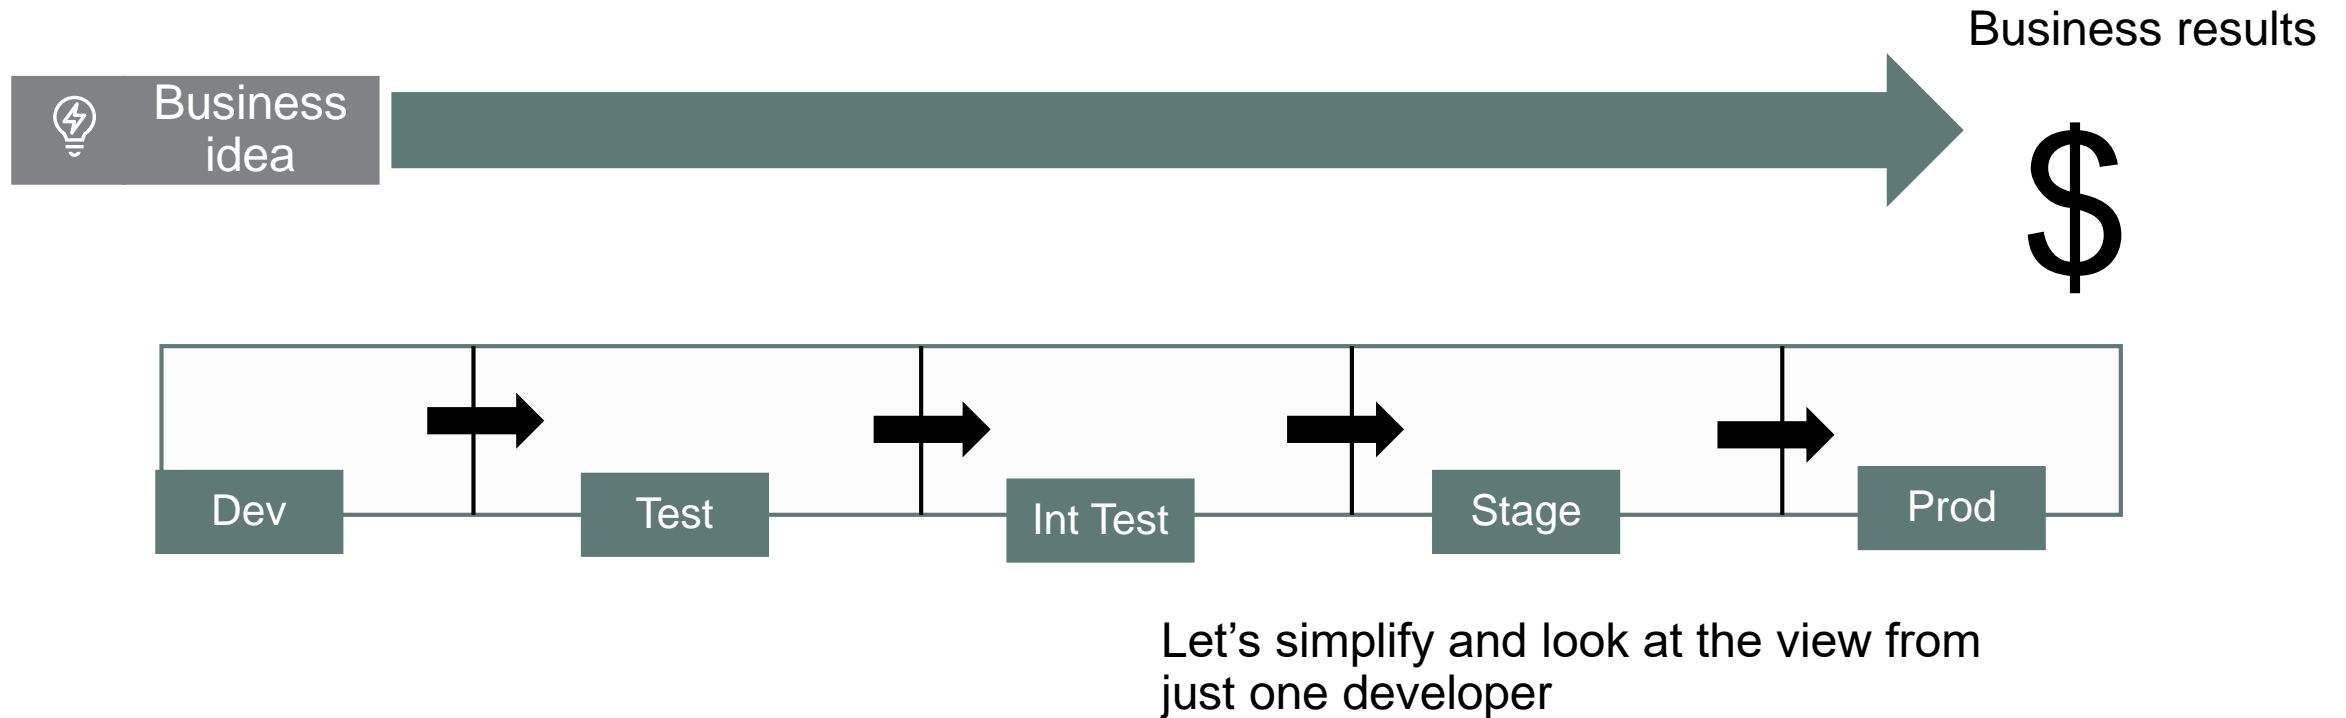 Business results
Business
idea
$
Dev
Test
Int Test
Stage
Prod
Let’s simplify and look at the view from
just one developer